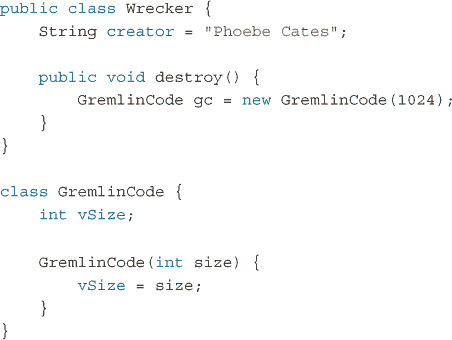 public class Wrecker {
    String creator = "Phoebe Cates";
    public void destroy() {
        GremlinCode gc = new GremlinCode(1024);
    }
}
class GremlinCode {
    int vSize;
    GremlinCode(int size) {
        vSize = size;
    }
}